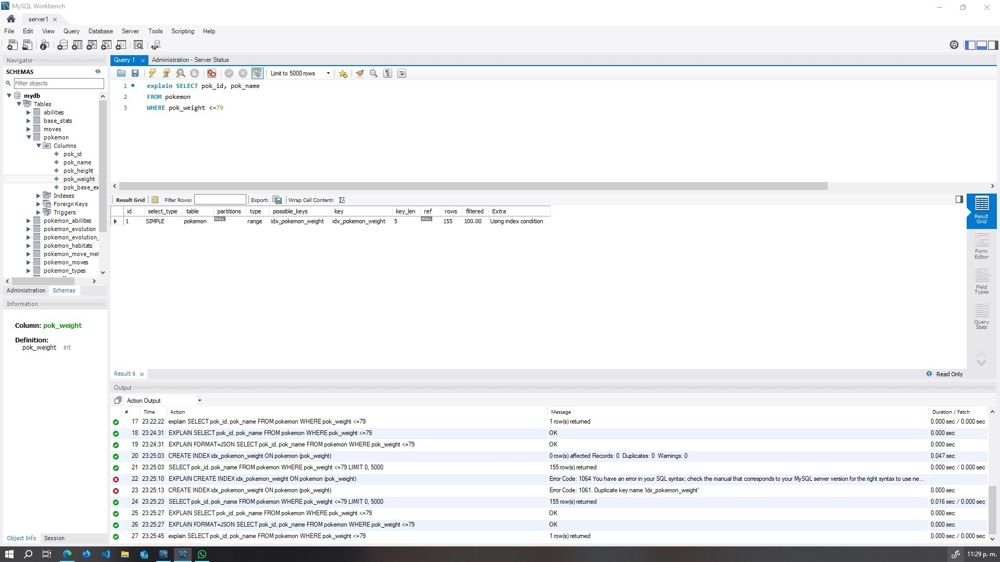 MySQL Workbench
server1
File Edit View Query Database Server Tools Scripting Help
Navigator
SCHEMAS
Filter objects
mydb
Tables
abilities
base_stats
moves
pokemon
Columns
pok_id
pok_name
pok_height
pok_weight
pok_base_ex
Indexes
Foreign Keys
Triggers
pokemon_abilities
pokemon_evolution
pokemon_evolution_
pokemon_habitats
pokemon_move_met
pokemon_moves
pokemon_types
Administration Schemas
Information
Column: pok_weight
Definition:
pok_weight int
Object Info Session
Query 1 Administration - Server Status
Limit to 5000 rows
1 explain SELECT pok_id, pok_name
2 FROM pokemon
3 WHERE pok_weight <=79
Result Grid Filter Rows: Export: Wrap Cell Content:
id select_type table partitions type possible_keys key key_len ref rows filtered Extra
1 SIMPLE pokemon NULL range idx_pokemon_weight idx_pokemon_weight 5 NULL 155 100.00 Using index condition
Result
Grid
Form
Editor
Field
Types
Query
Stats
Result 6 Read Only
Output
Action Output
# Time Action Message Duration / Fetch
17 23:22:22 explain SELECT pok_id, pok_name FROM pokemon WHERE pok_weight <=79 1 row(s) returned 0.000 sec / 0.000 sec
18 23:24:31 EXPLAIN SELECT pok_id, pok_name FROM pokemon WHERE pok_weight <=79 OK 0.000 sec
19 23:24:31 EXPLAIN FORMAT=JSON SELECT pok_id, pok_name FROM pokemon WHERE pok_weight <=79 OK 0.000 sec
20 23:25:03 CREATE INDEX idx_pokemon_weight ON pokemon (pok_weight) 0 row(s) affected Records: 0 Duplicates: 0 Warnings: 0 0.047 sec
21 23:25:03 SELECT pok_id, pok_name FROM pokemon WHERE pok_weight <=79 LIMIT 0, 5000 155 row(s) returned 0.000 sec / 0.000 sec
22 23:25:10 EXPLAIN CREATE INDEX idx_pokemon_weight ON pokemon (pok_weight) Error Code: 1064 You have an error in your SQL syntax; check the manual that corresponds to your MySQL server version for the right syntax to use ne...
23 23:25:13 CREATE INDEX idx_pokemon_weight ON pokemon (pok_weight) Error Code: 1061. Duplicate key name 'idx_pokemon_weight' 0.000 sec
24 23:25:23 SELECT pok_id, pok_name FROM pokemon WHERE pok_weight <=79 LIMIT 0, 5000 155 row(s) returned 0.016 sec / 0.000 sec
25 23:25:27 EXPLAIN SELECT pok_id, pok_name FROM pokemon WHERE pok_weight <=79 OK 0.000 sec
26 23:25:27 EXPLAIN FORMAT=JSON SELECT pok_id, pok_name FROM pokemon WHERE pok_weight <=79 OK 0.000 sec
27 23:25:45 explain SELECT pok_id, pok_name FROM pokemon WHERE pok_weight <=79 1 row(s) returned 0.000 sec / 0.000 sec
11:29 p. m.